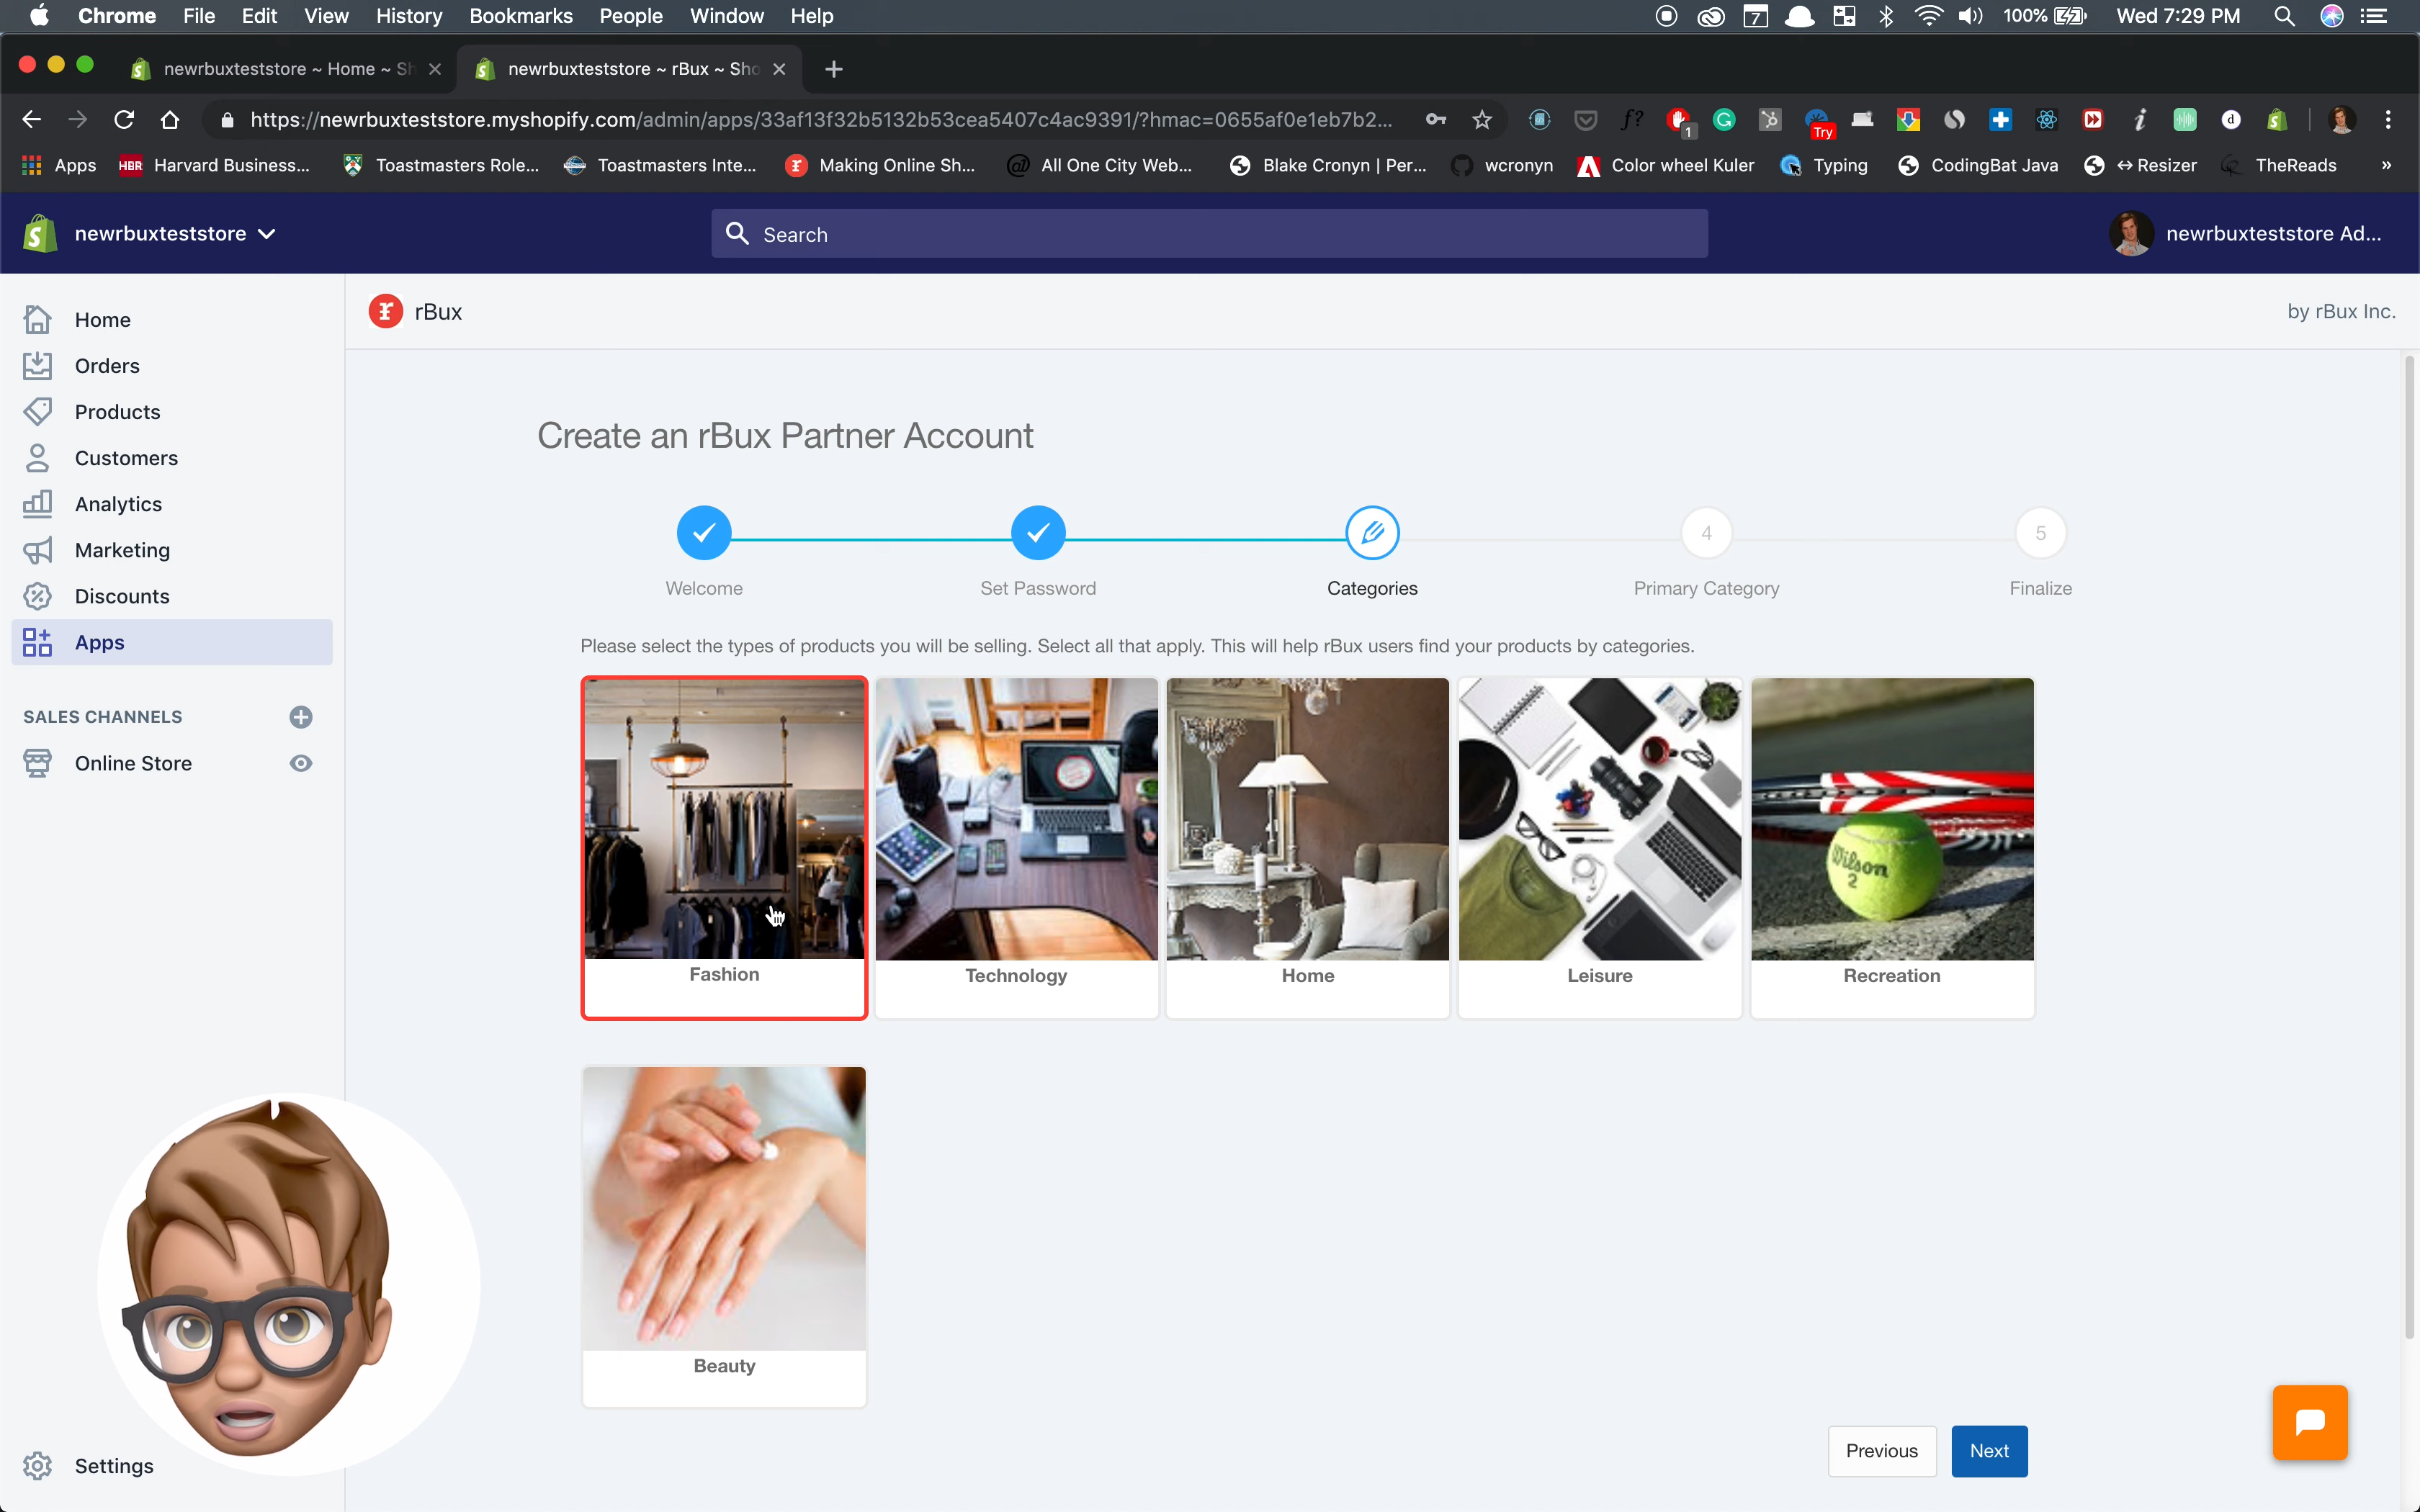 Chrome File Edit View History Bookmarks People Window Help 7 100% Wed 7:29 PM
newrbuxteststore ~ Home ~ Sh newrbuxteststore ~ rBux ~ Sho
https://newrbuxteststore.myshopify.com/admin/apps/33af13f32b5132b53cea5407c4ac9391/?hmac=0655af0e1eb7b2... f? 1 Try
Apps HBR Harvard Business... Toastmasters Role... Toastmasters Inte... Making Online Sh... All One City Web... Blake Cronyn | Per... wcronyn Color wheel Kuler Typing CodingBat Java ↔ Resizer TheReads »
newrbuxteststore Search newrbuxteststore Ad...
rBux by rBux Inc.
Home
Orders
Products
Customers
Analytics
Marketing
Discounts
Apps
SALES CHANNELS
Online Store
Settings
Create an rBux Partner Account
4 5
Welcome Set Password Categories Primary Category Finalize
Please select the types of products you will be selling. Select all that apply. This will help rBux users find your products by categories.
Wilson
2
Fashion Technology Home Leisure Recreation
Beauty
Previous Next